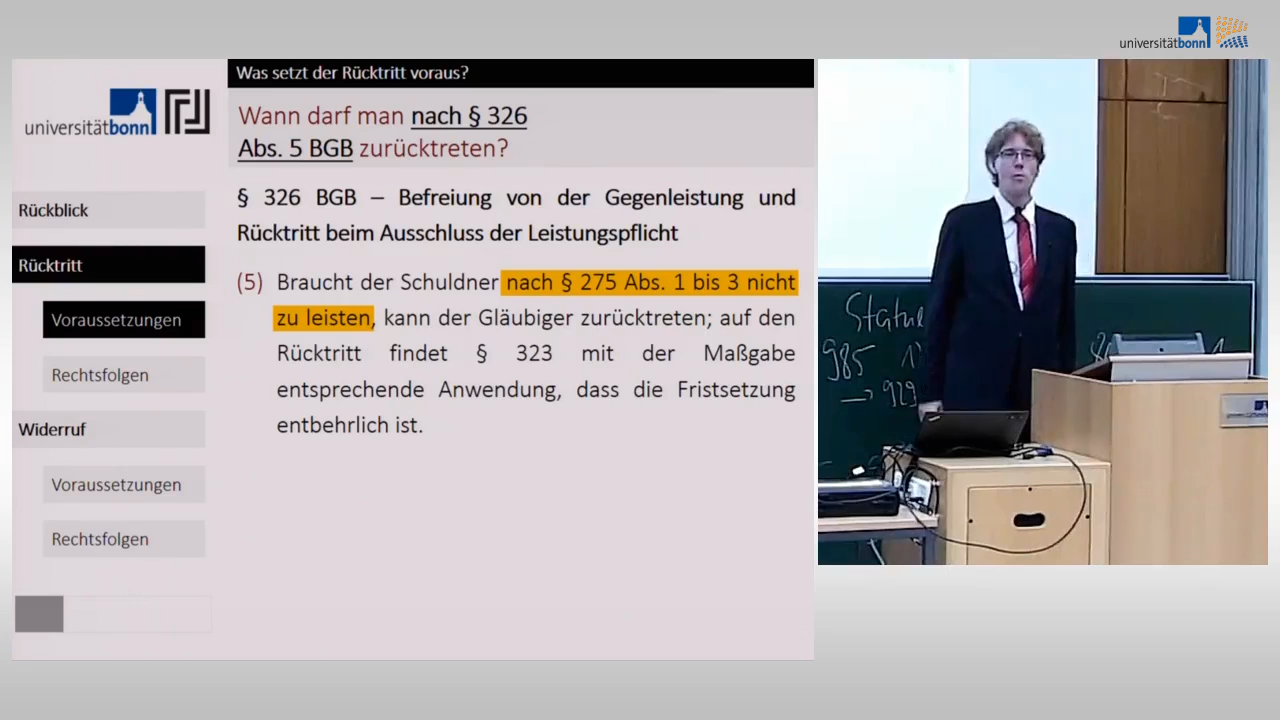 universitätbonn
Was setzt der Rücktritt voraus?
universitätbonn
Wann darf man nach § 326
Abs. 5 BGB zurücktreten?
§ 326 BGB – Befreiung von der Gegenleistung und
Rücktritt beim Ausschluss der Leistungspflicht
(5) Braucht der Schuldner nach § 275 Abs. 1 bis 3 nicht
zu leisten, kann der Gläubiger zurücktreten; auf den
Rücktritt findet § 323 mit der Maßgabe
entsprechende Anwendung, dass die Fristsetzung
entbehrlich ist.
Rückblick
Rücktritt
Voraussetzungen
Rechtsfolgen
Widerruf
Voraussetzungen
Rechtsfolgen
985
→ 929